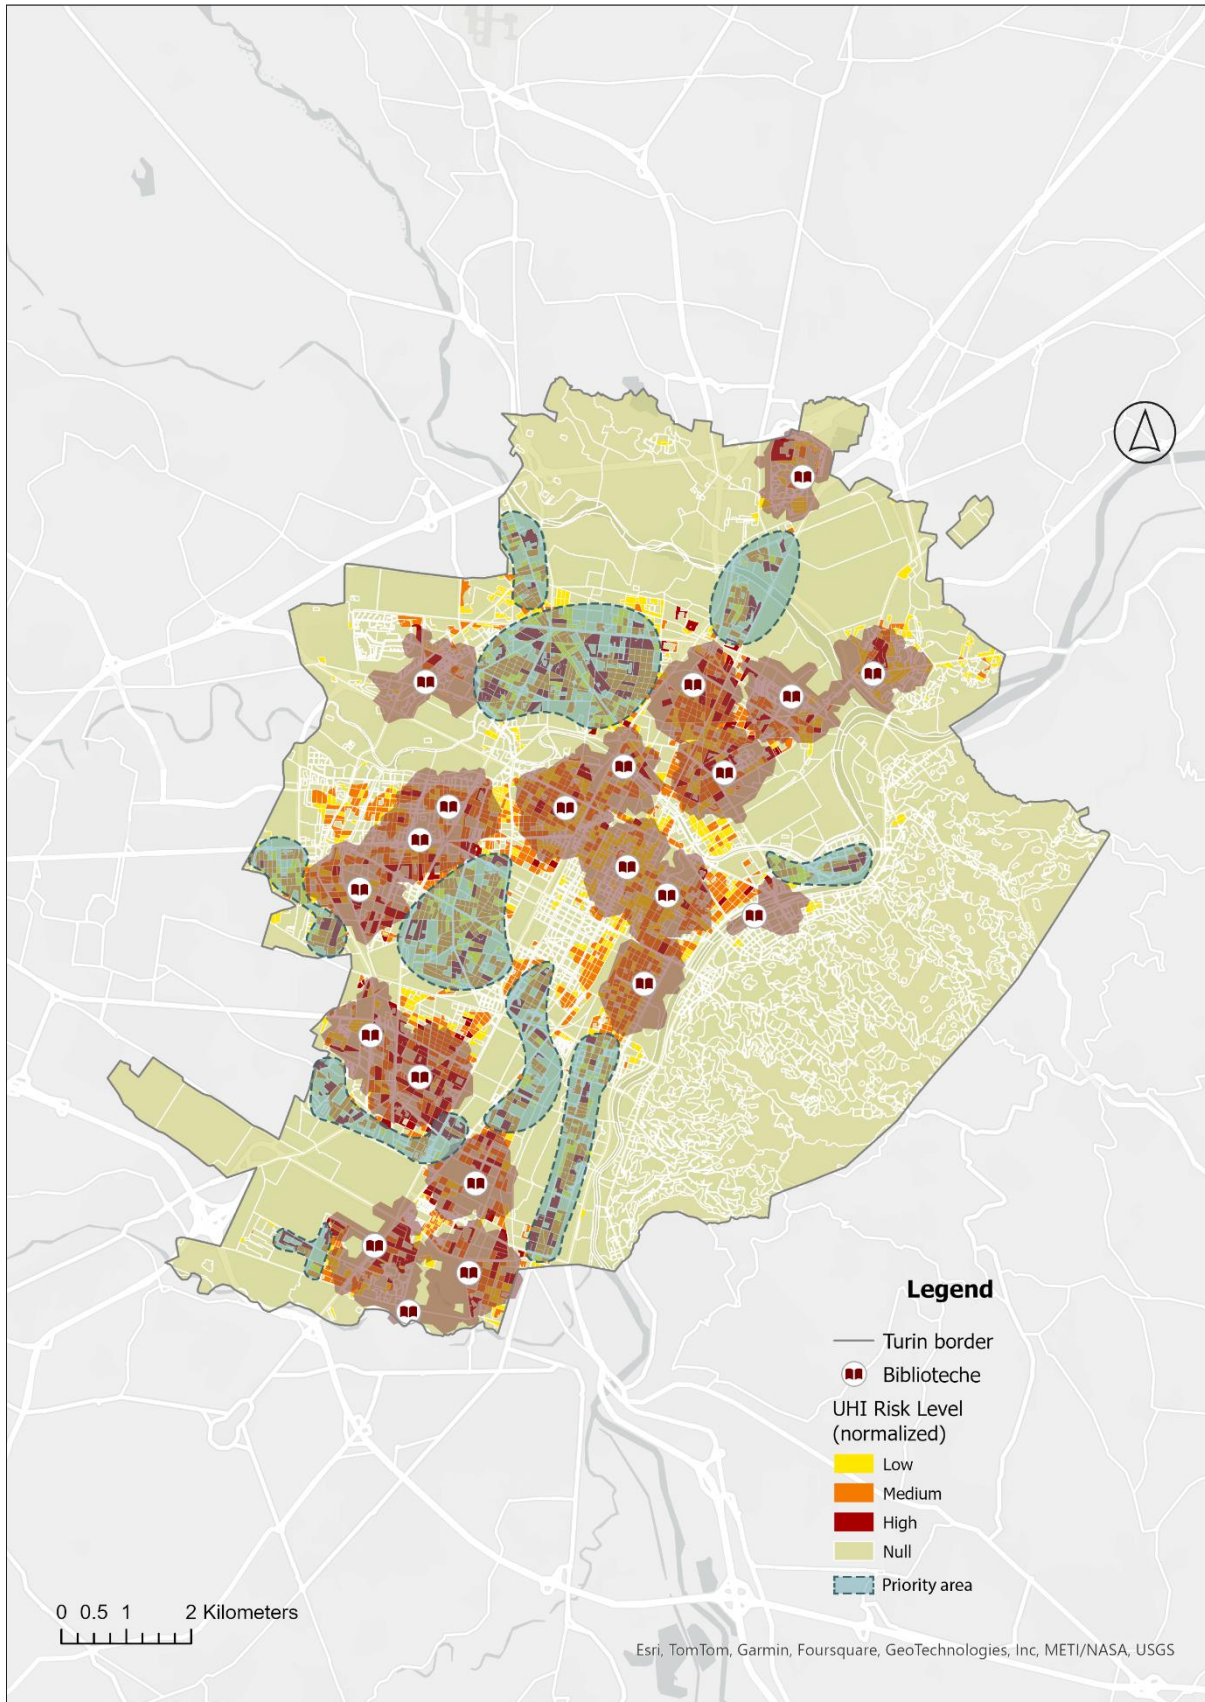 Legend
Turin border
Biblioteche
UHI Risk Level
(normalized)
Low
Medium
High
Null
Priority area
0 0.5 1 2 Kilometers
Esri, TomTom, Garmin, Foursquare, GeoTechnologies, Inc, METI/NASA, USGS